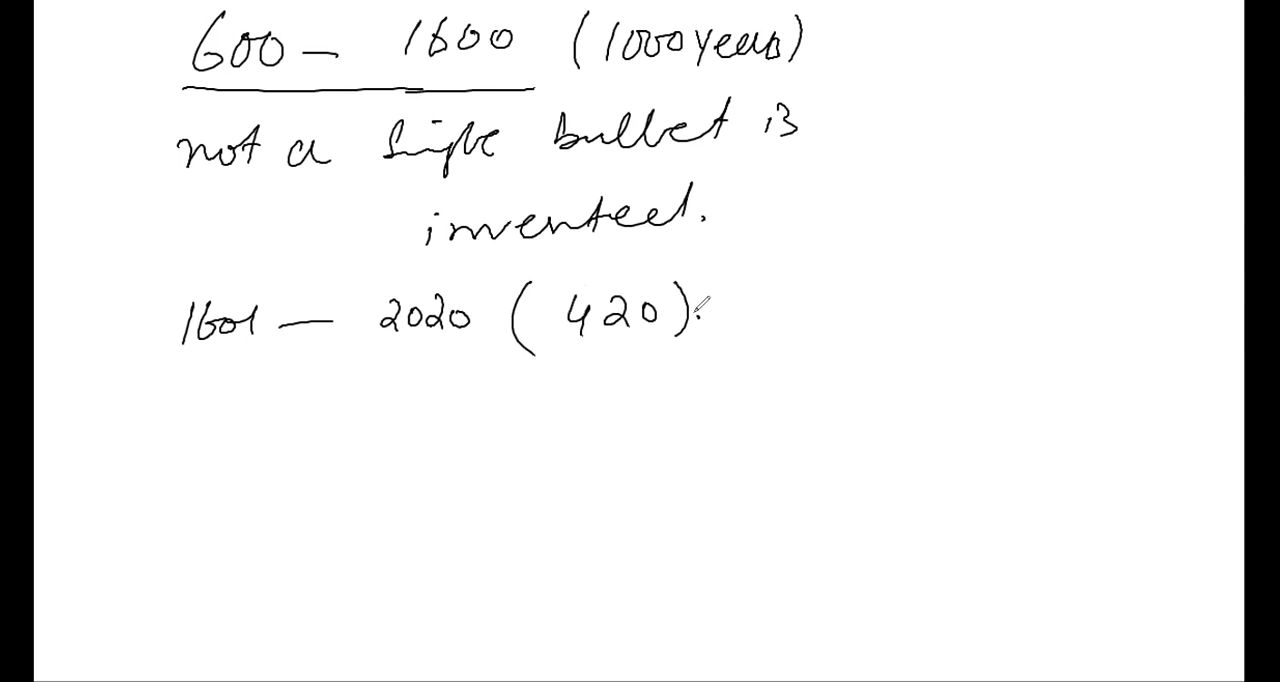 600 - 1600 (1000 years)
not a single bullet is
invented.
1601 — 2020 ( 420):